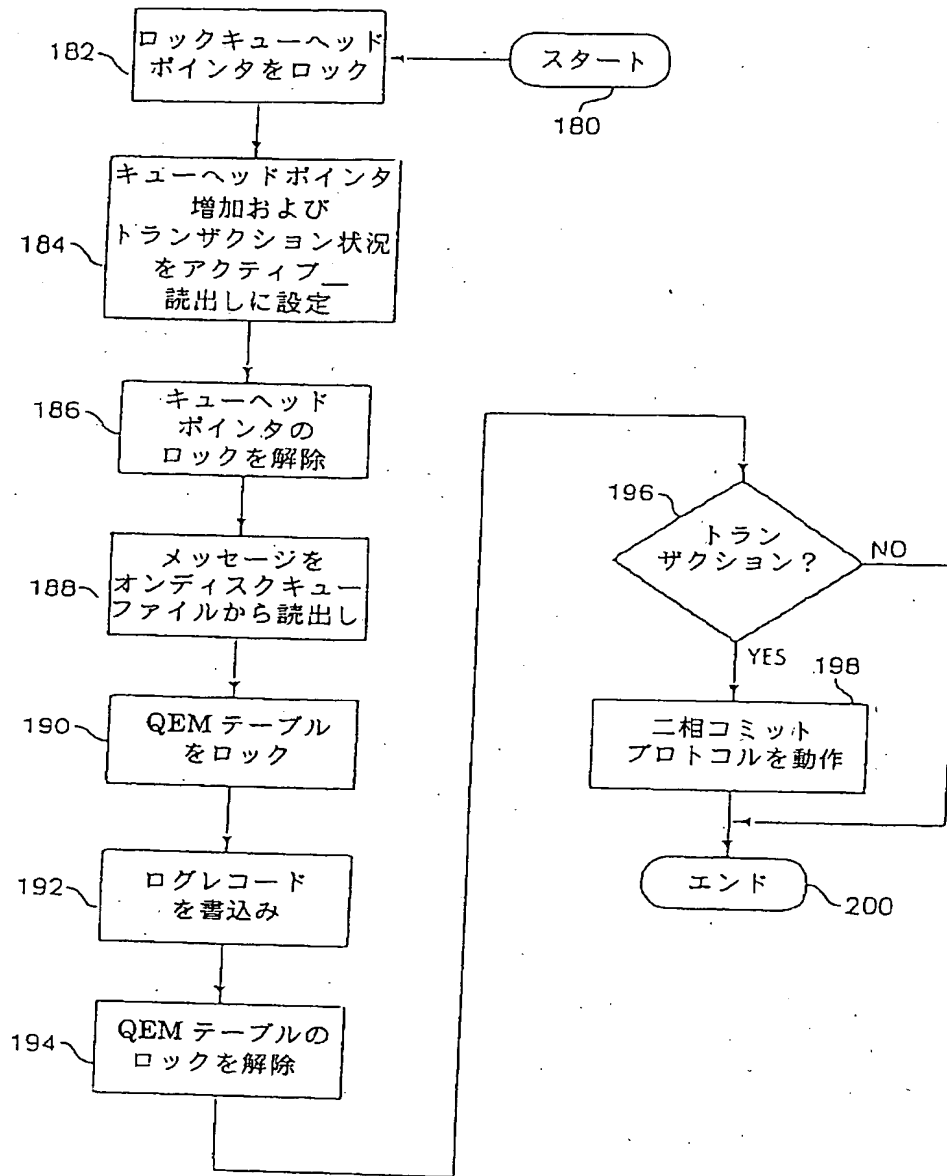 スタート
180
182
ロックキューヘッド
ポインタをロック
184
キューヘッドポインタ
増加および
トランザクション状況
をアクティブ_
読出しに設定
186
キューヘッド
ポインタの
ロックを解除
188
メッセージを
オンディスクキュー
ファイルから読出し
190
QEM テーブル
をロック
192
ログレコード
を書込み
194
QEM テーブルの
ロックを解除
196
トラン
ザクション?
NO
YES
198
二相コミット
プロトコルを動作
エンド
200